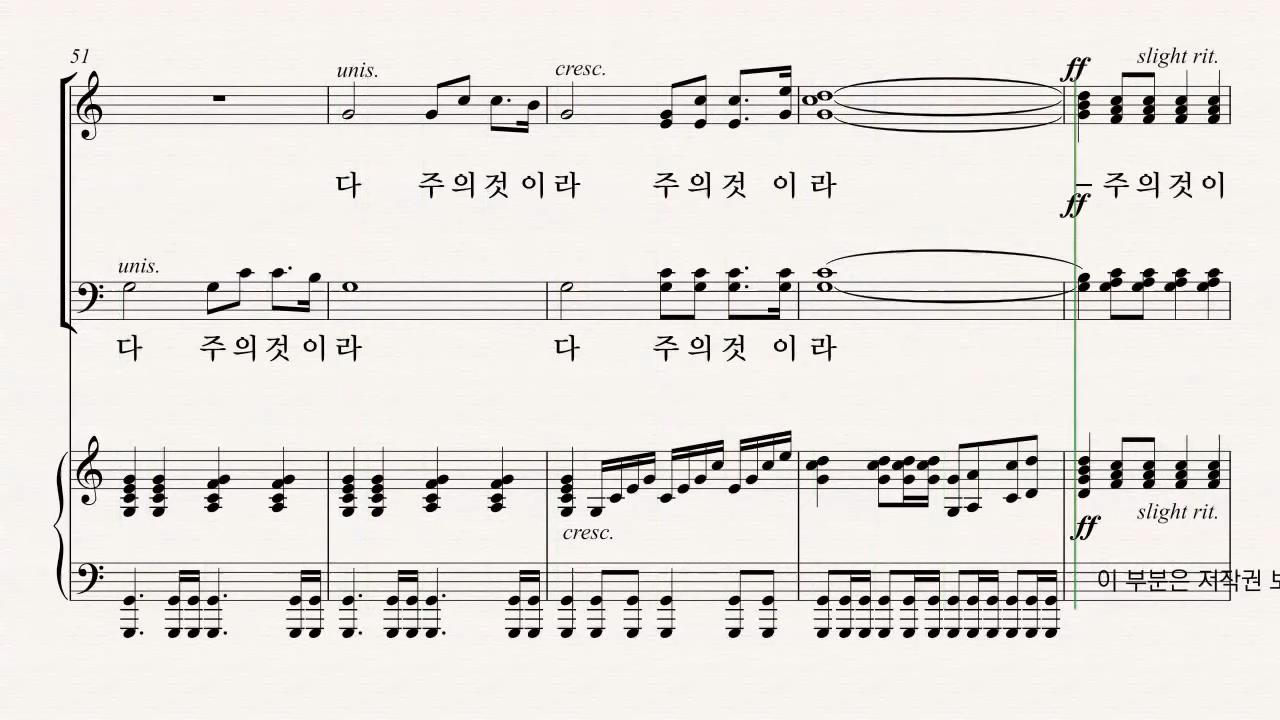 51
unis.
cresc.
ff
slight rit.
다 주의것이라 주의것 이 라 주의것이
ff
unis.
다 주의것이라 다 주의것 이 라
cresc.
ff
slight rit.
이 부분은 저작권